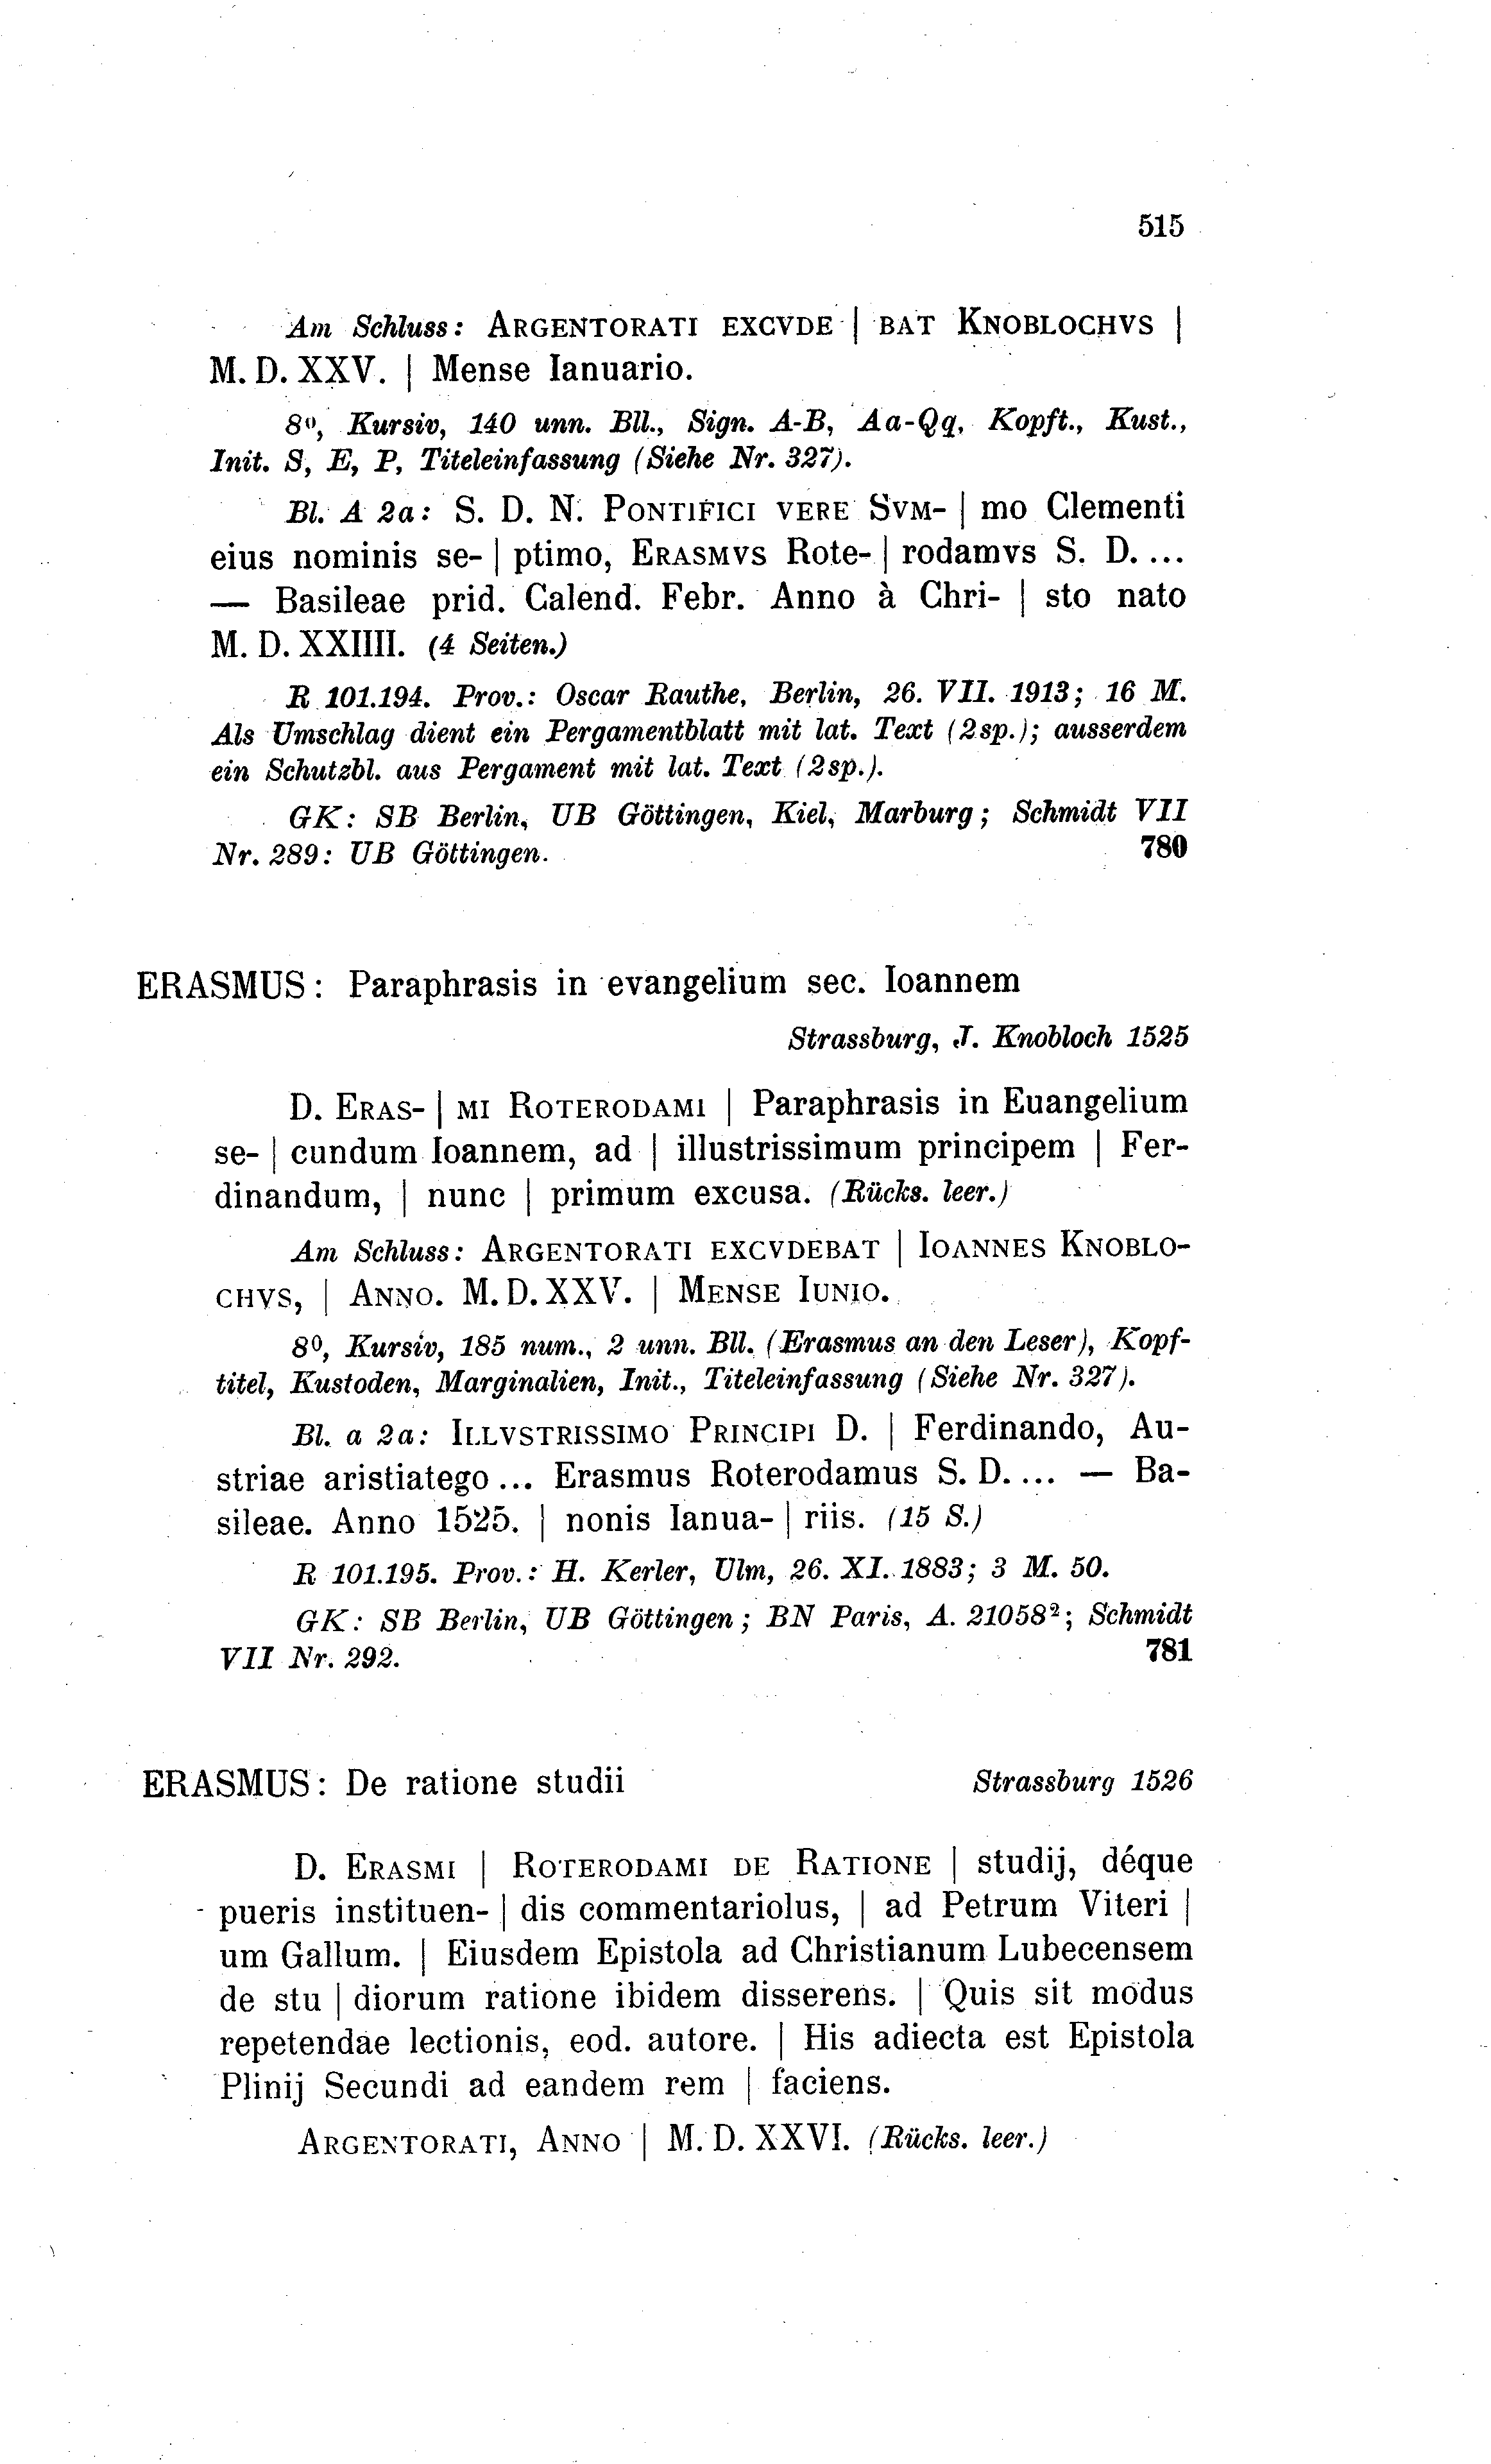 515
Am Schluss: ARGENTORATI EXCVDE | BAT KNOBLOCHVS |
M. D. XXV. | Mense Ianuario.
8º, Kursiv, 140 unn. Bll., Sign. A-B, Aa-Qq, Kopft., Kust.,
Init. S, E, P, Titeleinfassung (Siehe Nr. 327).
Bl. A 2a: S. D. N. PONTIFICI VERE SVM- | mo Clementi
eius nominis se- | ptimo, ERASMVS Rote- | rodamvs S. D. ...
— Basileae prid. Calend. Febr. Anno à Chri- | sto nato
M. D. XXIIII. (4 Seiten.)
R 101.194. Prov.: Oscar Rauthe, Berlin, 26. VII. 1913; 16 M.
Als Umschlag dient ein Pergamentblatt mit lat. Text (2sp.); ausserdem
ein Schutzbl. aus Pergament mit lat. Text (2sp.).
GK: SB Berlin, UB Göttingen, Kiel, Marburg; Schmidt VII
Nr. 289: UB Göttingen. 780
ERASMUS: Paraphrasis in evangelium sec. Ioannem
Strassburg, J. Knobloch 1525
D. ERAS- | MI ROTERODAMI | Paraphrasis in Euangelium
se- | cundum Ioannem, ad | illustrissimum principem | Fer-
dinandum, | nunc | primum excusa. (Rücks. leer.)
Am Schluss: ARGENTORATI EXCVDEBAT | IOANNES KNOBLO-
CHVS, | ANNO. M. D. XXV. | MENSE IUNIO.
8º, Kursiv, 185 num., 2 unn. Bll. (Erasmus an den Leser), Kopf-
titel, Kustoden, Marginalien, Init., Titeleinfassung (Siehe Nr. 327).
Bl. a 2a: ILLVSTRISSIMO PRINCIPI D. | Ferdinando, Au-
striae aristiatego ... Erasmus Roterodamus S. D. ... — Ba-
sileae. Anno 1525. | nonis Ianua- | riis. (15 S.)
R 101.195. Prov.: H. Kerler, Ulm, 26. XI. 1883; 3 M. 50.
GK: SB Berlin, UB Göttingen; BN Paris, A. 21058²; Schmidt
VII Nr. 292. 781
ERASMUS: De ratione studii Strassburg 1526
D. ERASMI | ROTERODAMI DE RATIONE | studij, déque
pueris instituen- | dis commentariolus, | ad Petrum Viteri |
um Gallum. | Eiusdem Epistola ad Christianum Lubecensem
de stu | diorum ratione ibidem disserens. | Quis sit modus
repetendae lectionis, eod. autore. | His adiecta est Epistola
Plinij Secundi ad eandem rem | faciens.
ARGENTORATI, ANNO | M. D. XXVI. (Rücks. leer.)